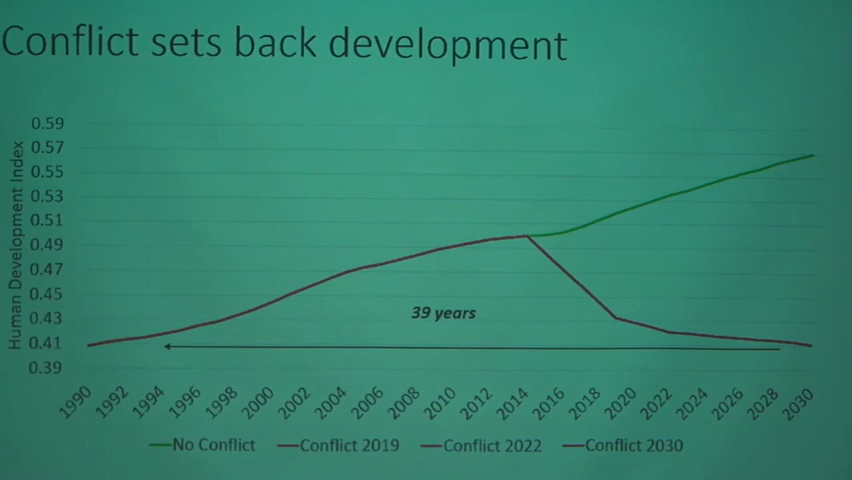 Conflict sets back development
Human Development Index
0.59
0.57
0.55
0.53
0.51
0.49
0.47
0.45
0.43
0.41
0.39
39 years
1990 1992 1994 1996 1998 2000 2002 2004 2006 2008 2010 2012 2014 2016 2018 2020 2022 2024 2026 2028 2030
No Conflict Conflict 2019 Conflict 2022 Conflict 2030